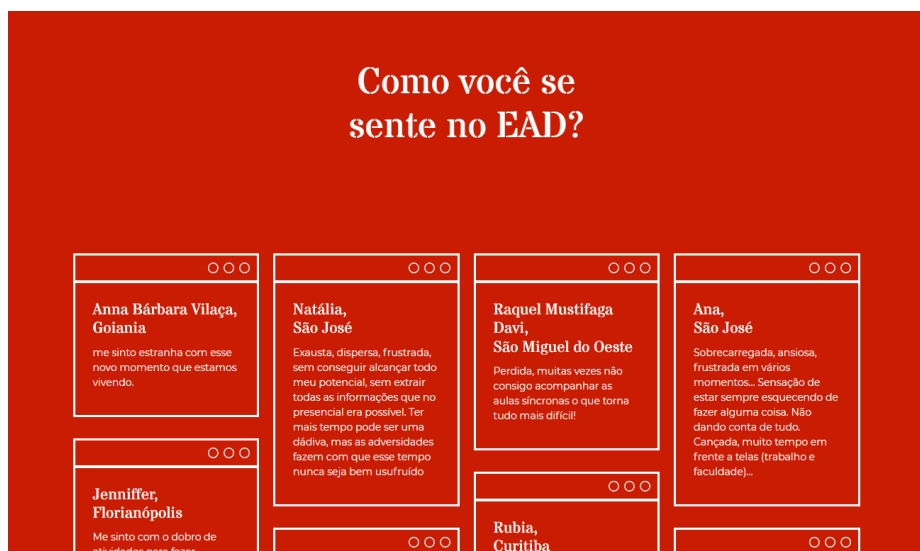 Como você se
sente no EAD?
Anna Bárbara Vilaça,
Goiania
me sinto estranha com esse
novo momento que estamos
vivendo.
Natália,
São José
Exausta, dispersa, frustrada,
sem conseguir alcançar todo
meu potencial, sem extrair
todas as informações que no
presencial era possível. Ter
mais tempo pode ser uma
dádiva, mas as adversidades
fazem com que esse tempo
nunca seja bem usufruído
Raquel Mustifaga
Davi,
São Miguel do Oeste
Perdida, muitas vezes não
consigo acompanhar as
aulas síncronas o que torna
tudo mais difícil!
Ana,
São José
Sobrecarregada, ansiosa,
frustrada em vários
momentos... Sensação de
estar sempre esquecendo de
fazer alguma coisa. Não
dando conta de tudo.
Cançada, muito tempo em
frente a telas (trabalho e
faculdade)...
Jenniffer,
Florianópolis
Me sinto com o dobro de
atividades para fazer
Rubia,
Curitiba